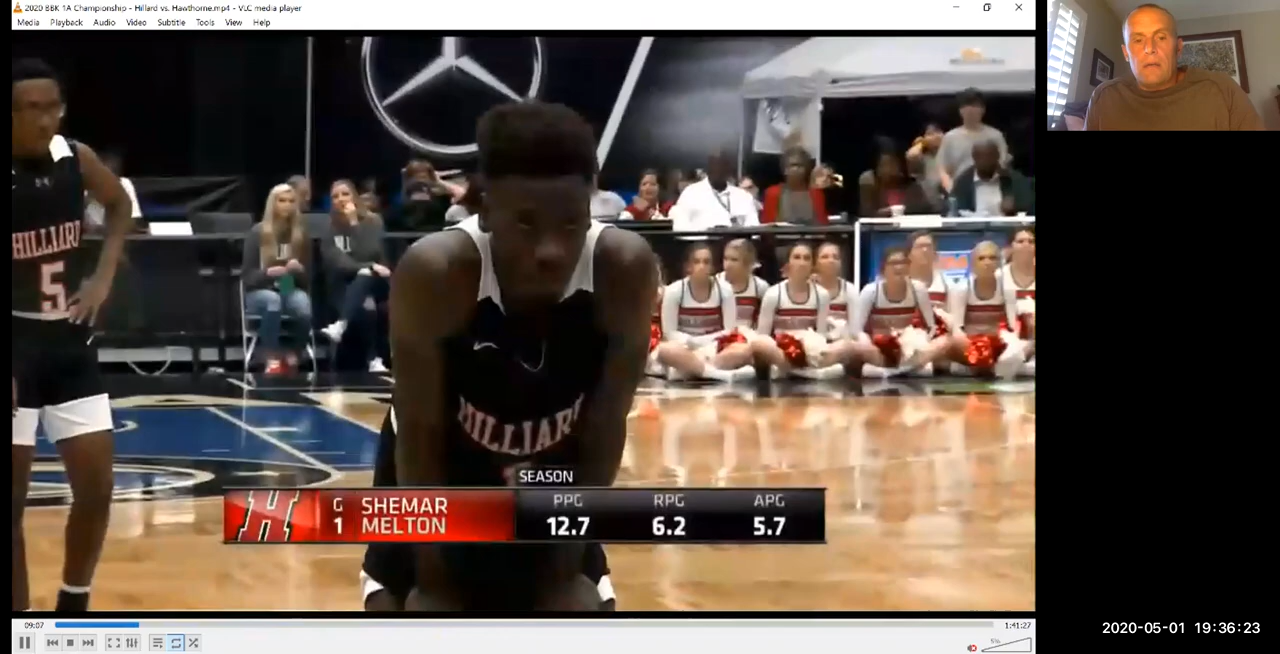 2020 BBK 1A Championship - Hillard vs. Hawthorne.mp4 - VLC media player
Media Playback Audio Video Subtitle Tools View Help
HILLIARD
5
HILLIARD
SEASON
H
G SHEMAR
1 MELTON
PPG RPG APG
12.7 6.2 5.7
09:07
1:41:27
2020-05-01 19:36:23